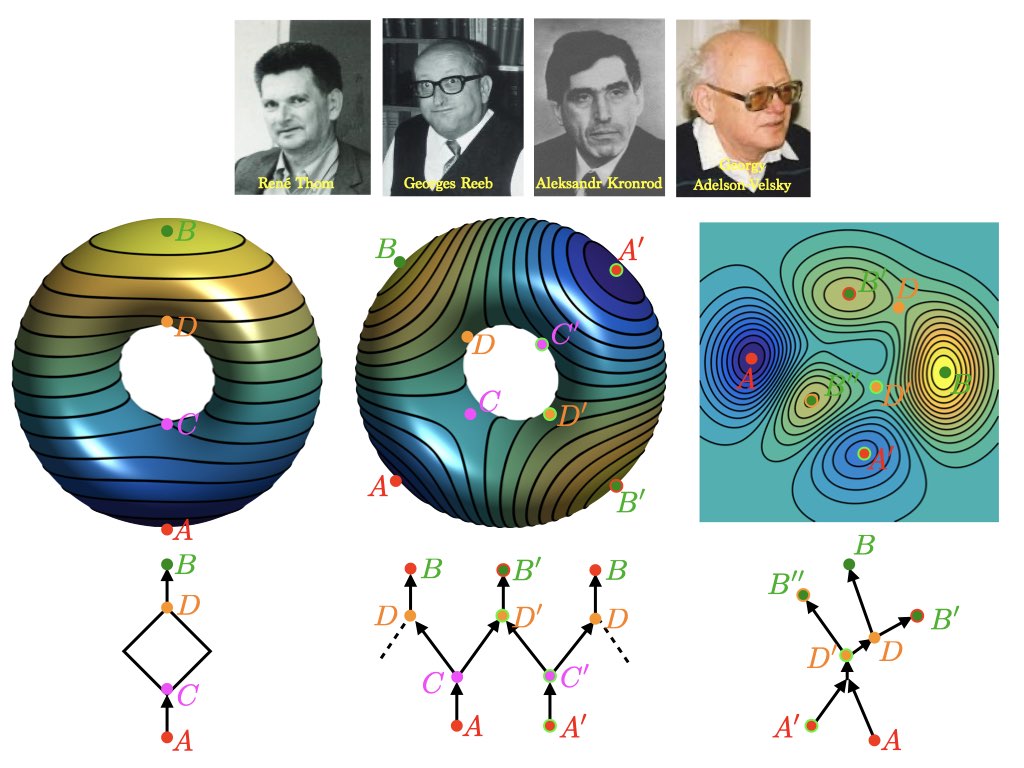 René Thom
Georges Reeb
Aleksandr Kronrod
Georgy
Adelson-Velsky
B
D
C
A
B
A'
D
C'
C
D'
A
B'
B'
D
A
B''
D'
B
A'
B
D
C
A
B
B'
B
D
D'
D
C
C'
A
A'
B
B''
B'
D'
D
A'
A